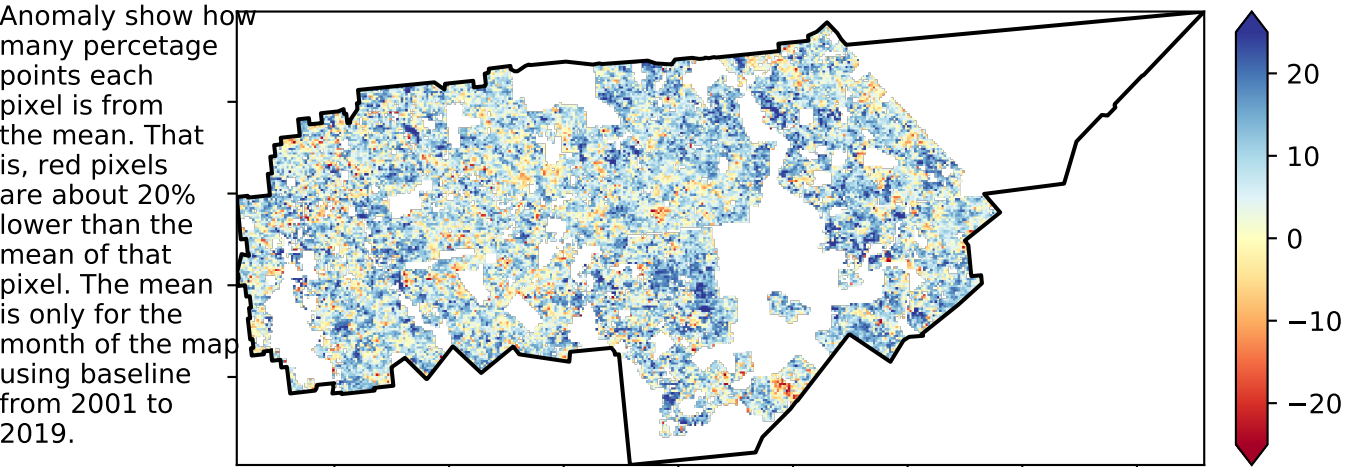 Anomaly show how
many percetage
points each
pixel is from
the mean. That
is, red pixels
are about 20%
lower than the
mean of that
pixel. The mean
is only for the
month of the map
using baseline
from 2001 to
2019.
20
10
0
−10
−20